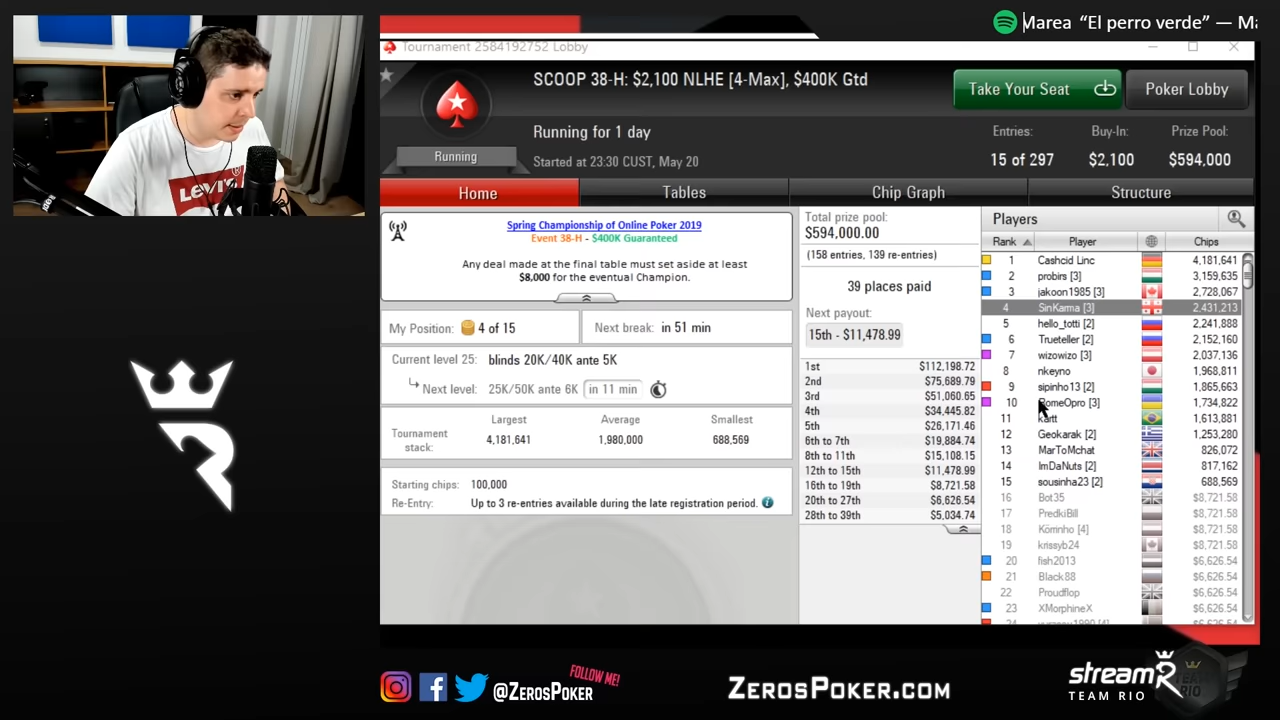 Marea “El perro verde” — Ma
Tournament 2584192752 Lobby
SCOOP 38-H: $2,100 NLHE [4-Max], $400K Gtd
Take Your Seat
Poker Lobby
Running for 1 day
Running
Started at 23:30 CUST, May 20
Entries: Buy-In: Prize Pool:
15 of 297 $2,100 $594,000
Home Tables Chip Graph Structure
LEVI'S
Spring Championship of Online Poker 2019
Event 38-H - $400K Guaranteed
Any deal made at the final table must set aside at least
$8,000 for the eventual Champion.
My Position: 4 of 15
Next break: in 51 min
Current level 25: blinds 20K/40K ante 5K
Next level: 25K/50K ante 6K in 11 min
Largest Average Smallest
Tournament
stack:
4,181,641 1,980,000 688,569
Starting chips: 100,000
Re-Entry: Up to 3 re-entries available during the late registration period.
Total prize pool:
$594,000.00
(158 entries, 139 re-entries)
39 places paid
Next payout:
15th - $11,478.99
1st $112,198.72
2nd $75,689.79
3rd $51,060.65
4th $34,445.82
5th $26,171.46
6th to 7th $19,884.74
8th to 11th $15,108.15
12th to 15th $11,478.99
16th to 19th $8,721.58
20th to 27th $6,626.54
28th to 39th $5,034.74
Players
Rank Player Chips
1 Cashcid Linc 4,181,641
2 probirs [3] 3,159,635
3 jakoon1985 [3] 2,728,067
4 SinKarma [3] 2,431,213
5 hello_totti [2] 2,241,888
6 Trueteller [2] 2,152,160
7 wizowizo [3] 2,037,136
8 nkeyno 1,968,811
9 sipinho13 [2] 1,865,663
10 RomeOpro [3] 1,734,822
11 1,613,881
12 Geokarak [2] 1,253,280
13 MarToMchat 826,072
14 ImDaNuts [2] 817,162
15 sousinha23 [2] 688,569
16 Bot35 $8,721.58
17 PredkiBill $8,721.58
18 Körrinho [4] $8,721.58
19 krissyb24 $8,721.58
20 fish2013 $6,626.54
21 Black88 $6,626.54
22 Proudflop $6,626.54
23 XMorphineX $6,626.54
FOLLOW ME!
@ZerosPoker
ZerosPoker.com
streamR
TEAM RIO